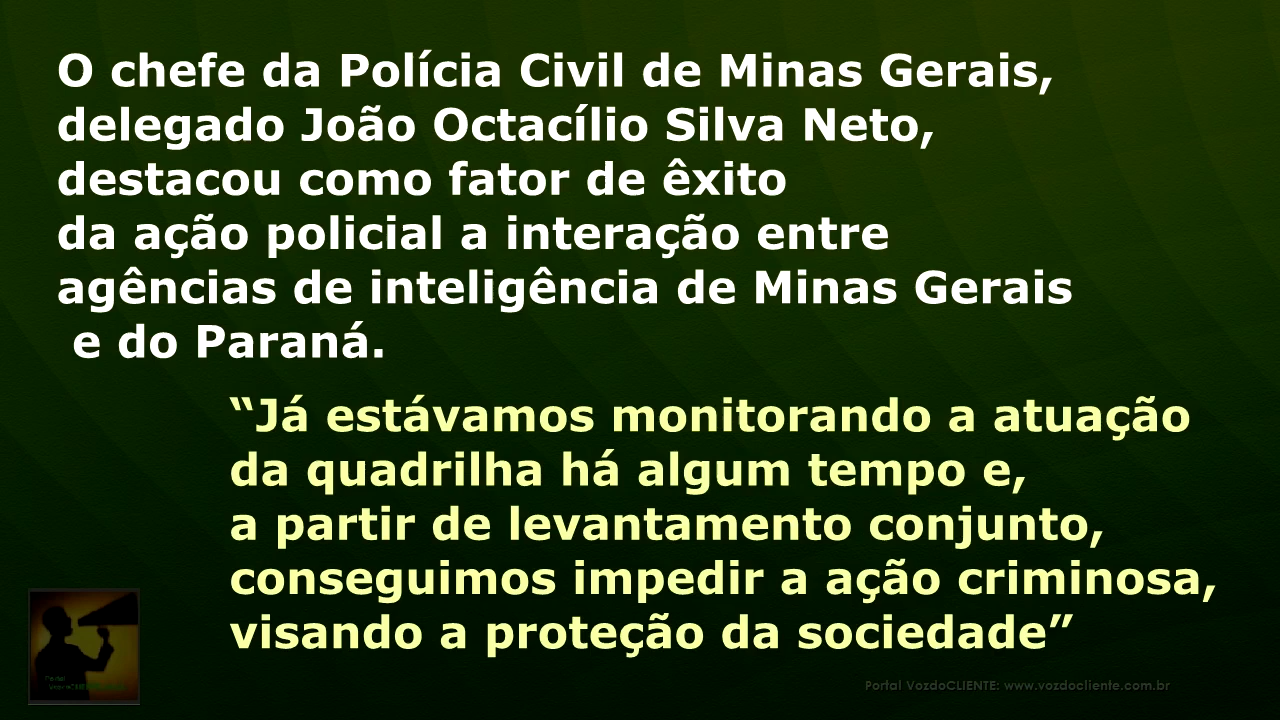 O chefe da Polícia Civil de Minas Gerais,
delegado João Octacílio Silva Neto,
destacou como fator de êxito
da ação policial a interação entre
agências de inteligência de Minas Gerais
e do Paraná.
“Já estávamos monitorando a atuação
da quadrilha há algum tempo e,
a partir de levantamento conjunto,
conseguimos impedir a ação criminosa,
visando a proteção da sociedade”
Portal
Portal VozdoCLIENTE: www.vozdocliente.com.br